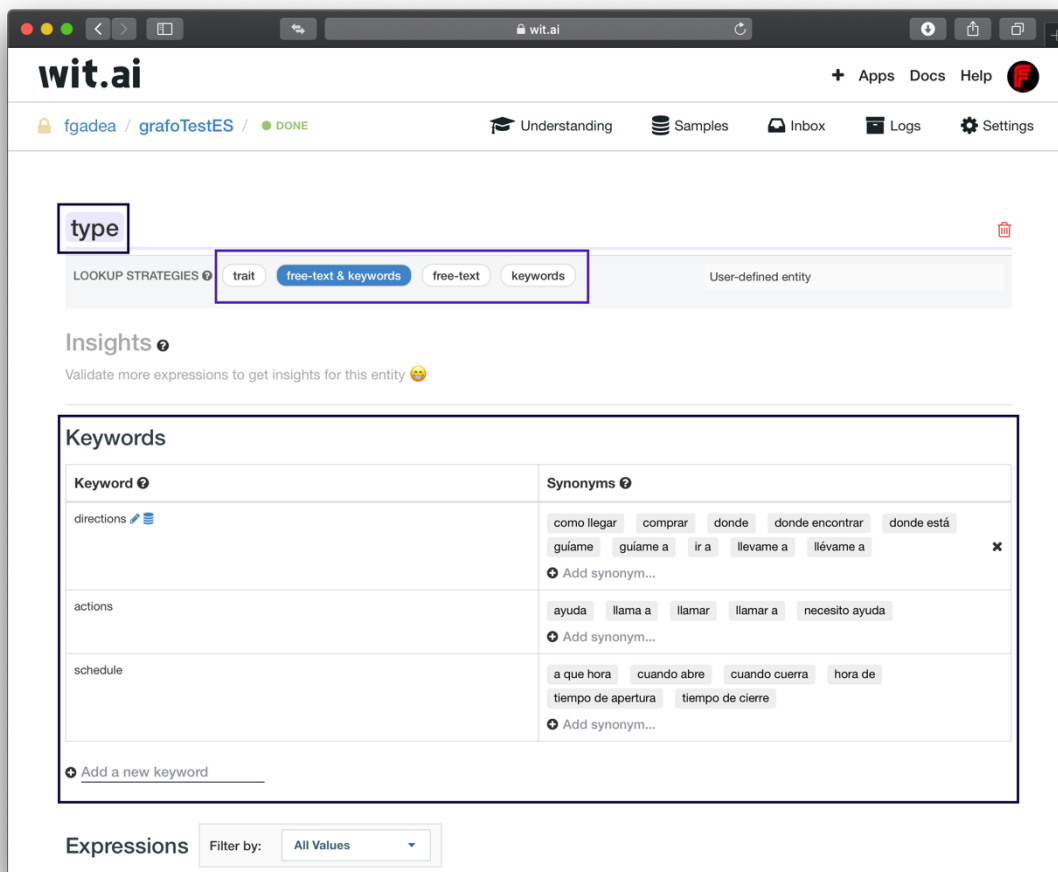 wit.ai
wit.ai
Apps Docs Help
fgadea / grafoTestES / DONE
Understanding Samples Inbox Logs Settings
type
LOOKUP STRATEGIES trait free-text & keywords free-text keywords User-defined entity
Insights
Validate more expressions to get insights for this entity
Keywords
Keyword Synonyms
directions
como llegar comprar donde donde encontrar donde está
guíame guíame a ir a llevame a llévame a
Add synonym...
actions
ayuda llama a llamar llamar a necesito ayuda
Add synonym...
schedule
a que hora cuando abre cuando cuerra hora de
tiempo de apertura tiempo de cierre
Add synonym...
Add a new keyword
Expressions Filter by: All Values